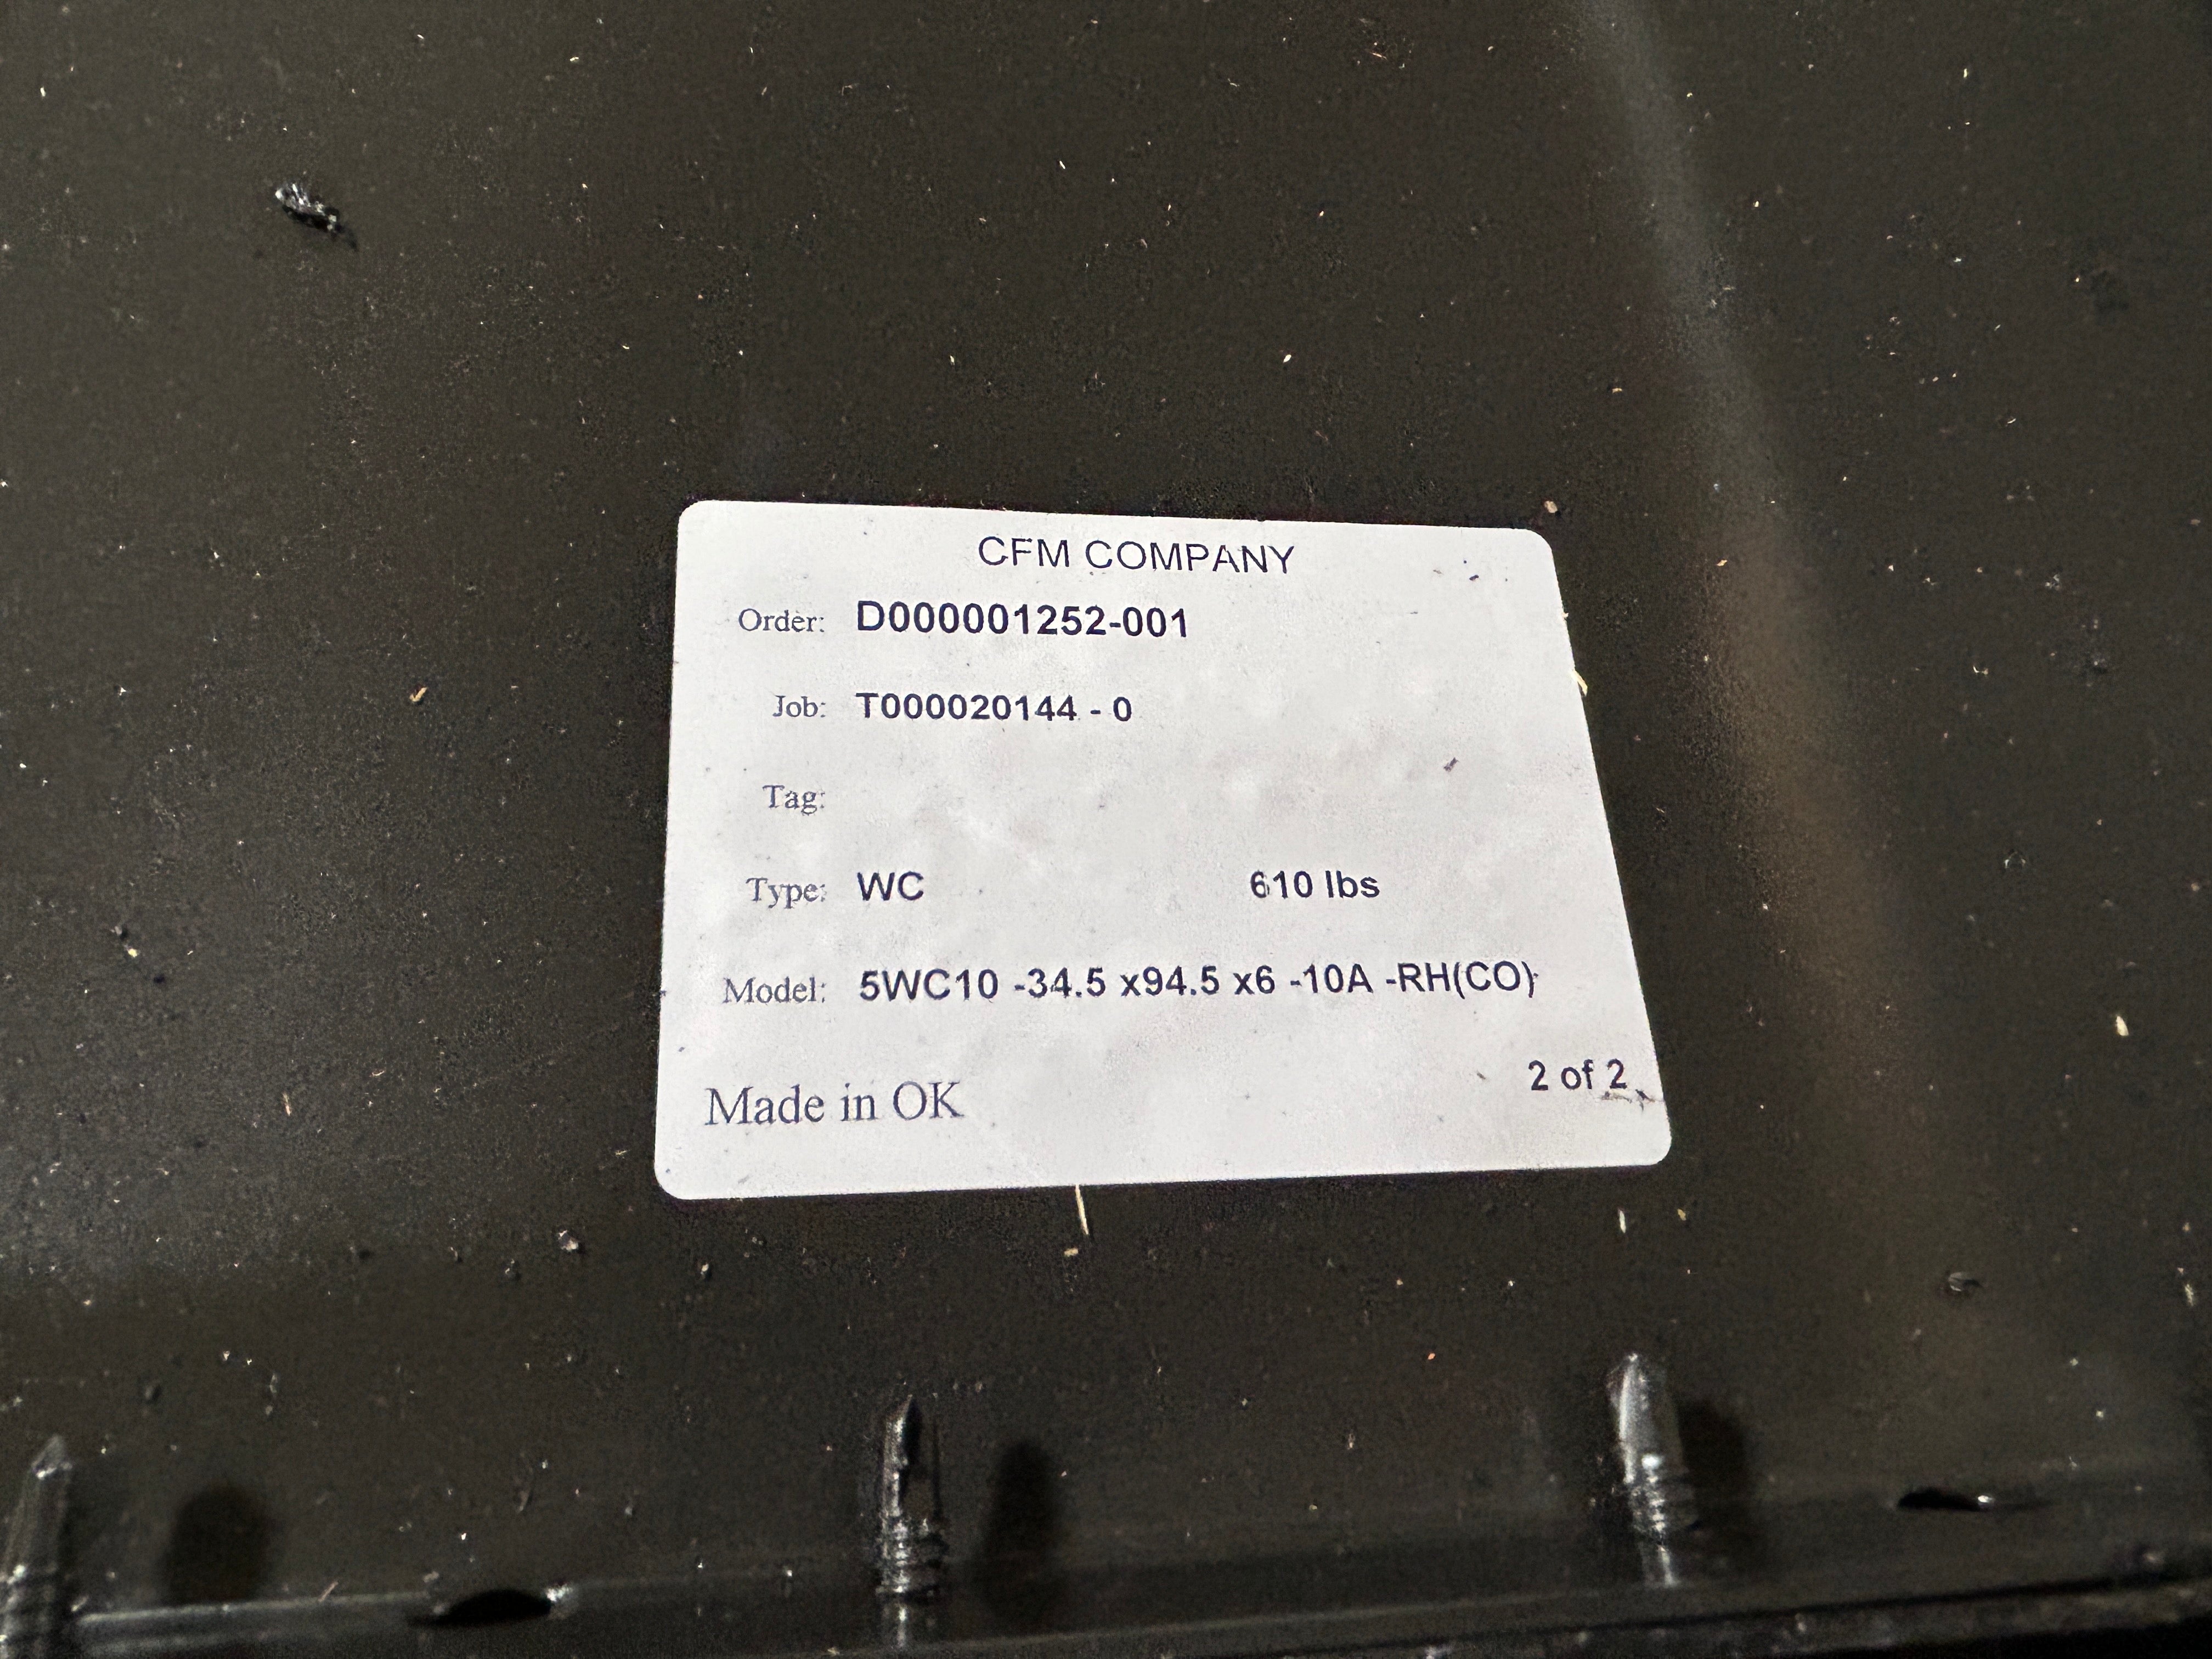 CFM COMPANY
Order: D000001252-001
Job: T000020144 - 0
Tag:
Type: WC 610 lbs
Model: 5WC10 -34.5 x94.5 x6 -10A -RH(CO)
2 of 2
Made in OK